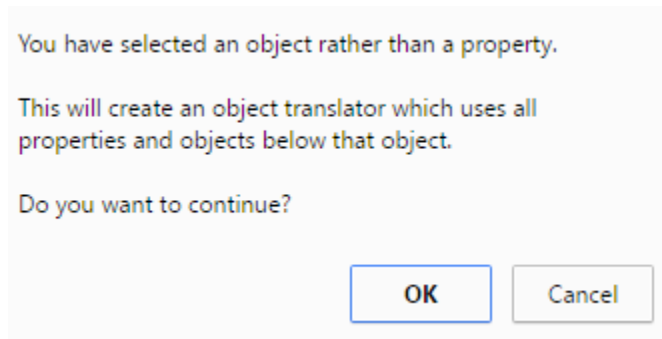 You have selected an object rather than a property.
This will create an object translator which uses all
properties and objects below that object.
Do you want to continue?
OK
Cancel